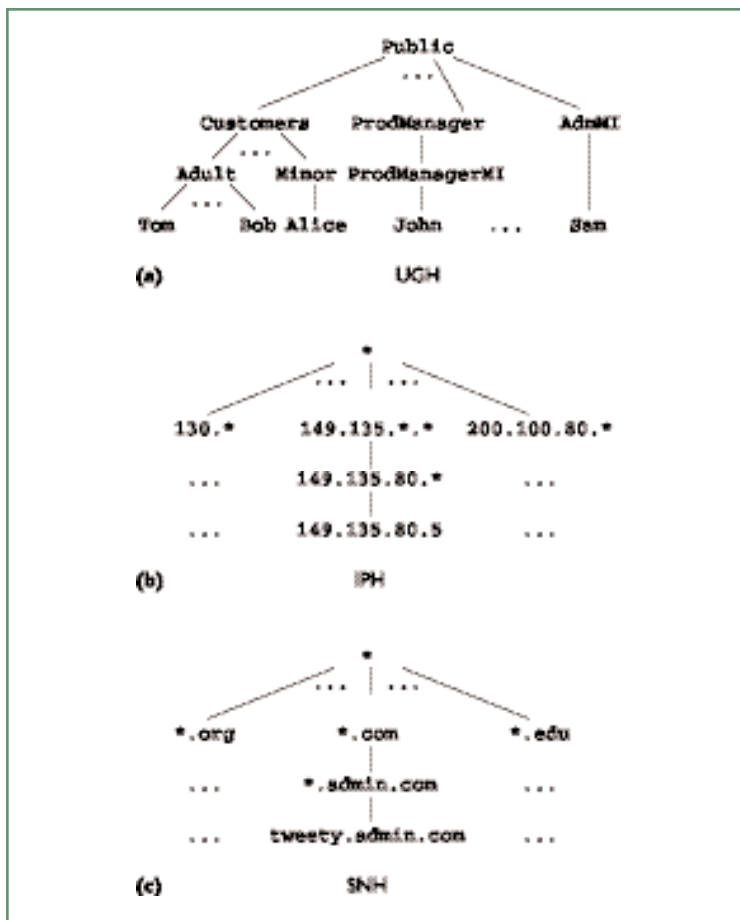 Public
...
Customers ProdManager AdmMI
...
Adult Minor ProdManagerMI
...
Tom Bob Alice John ... Sam
(a) UGH
*
... ...
130.* 149.135.*.* 200.100.80.*
... 149.135.80.* ...
... 149.135.80.5 ...
(b) IPH
*
... ...
*.org *.com *.edu
... *.admin.com ...
... tweety.admin.com ...
(c) SNH